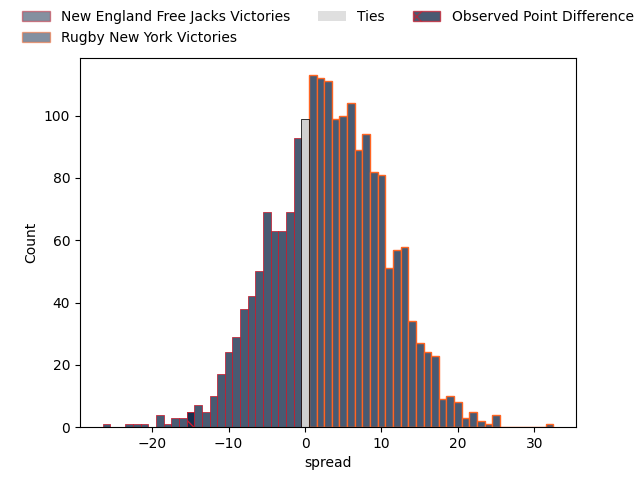 New England Free Jacks Victories
Ties
Observed Point Difference
Rugby New York Victories
Count
100
80
60
40
20
0
−20
−10
0
10
20
30
spread